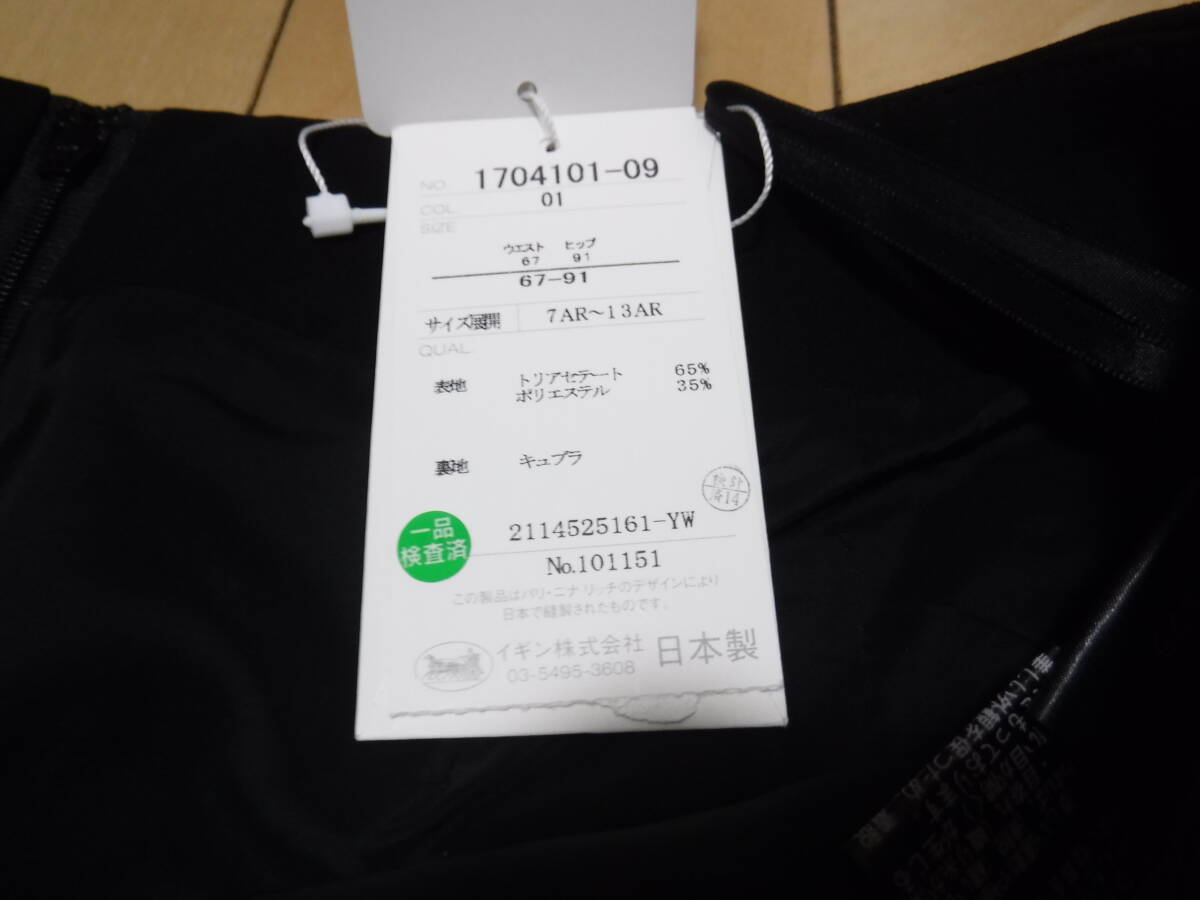 NO. 1704101-09
COL 01
SIZE
ウエスト ヒップ
67 91
67-91
サイズ展開 7AR～13AR
QUAL
表地 トリアセテート 65%
ポリエステル 35%
裏地 キュプラ
検針
済14
一品
検査済
2114525161-YW
No.101151
この製品はパリ・ニナ リッチのデザインにより
日本で縫製されたものです。
イギン株式会社 日本製
03-5495-3608